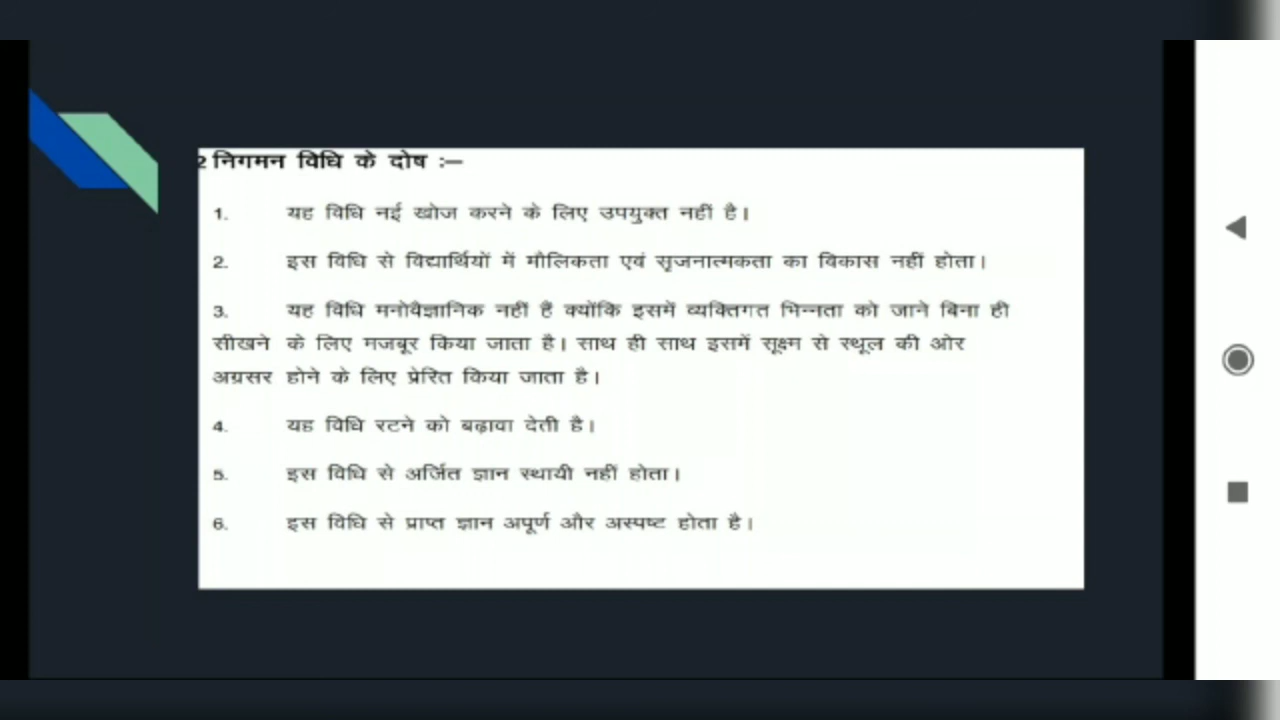 2 निगमन विधि के दोष :—
1. यह विधि नई खोज करने के लिए उपयुक्त नहीं है।
2. इस विधि से विद्यार्थियों में मौलिकता एवं सृजनात्मकता का विकास नहीं होता।
3. यह विधि मनोवैज्ञानिक नहीं हैं क्योंकि इसमें व्यक्तिगत भिन्नता को जाने बिना ही
सीखने के लिए मजबूर किया जाता है। साथ ही साथ इसमें सूक्ष्म से स्थूल की ओर
अग्रसर होने के लिए प्रेरित किया जाता है।
4. यह विधि रटने को बढ़ावा देती है।
5. इस विधि से अर्जित ज्ञान स्थायी नहीं होता।
6. इस विधि से प्राप्त ज्ञान अपूर्ण और अस्पष्ट होता है।